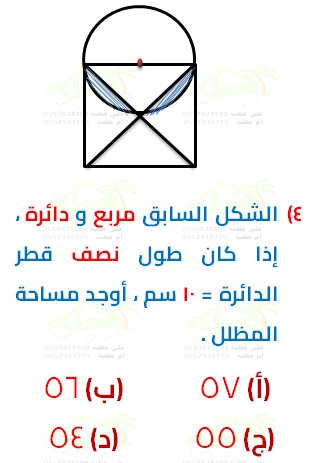 ٤) الشكل السابق مربع و دائرة ،
إذا كان طول نصف قطر
الدائرة = ١٠ سم ، أوجد مساحة
المظلل .
(أ) ٥٧ (ب) ٥٦
(ج) ٥٥ (د) ٥٤